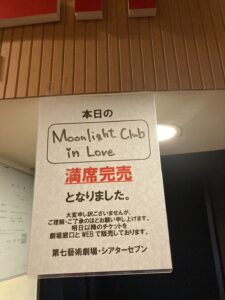 本日の
Moonlight Club
in Love
満席完売
となりました。
大変申し訳ございませんが、
ご理解・ご了承のほどお願い申し上げます。
明日以降のチケットを
劇場窓口とWEBで販売しております。
第七藝術劇場・シアターセブン